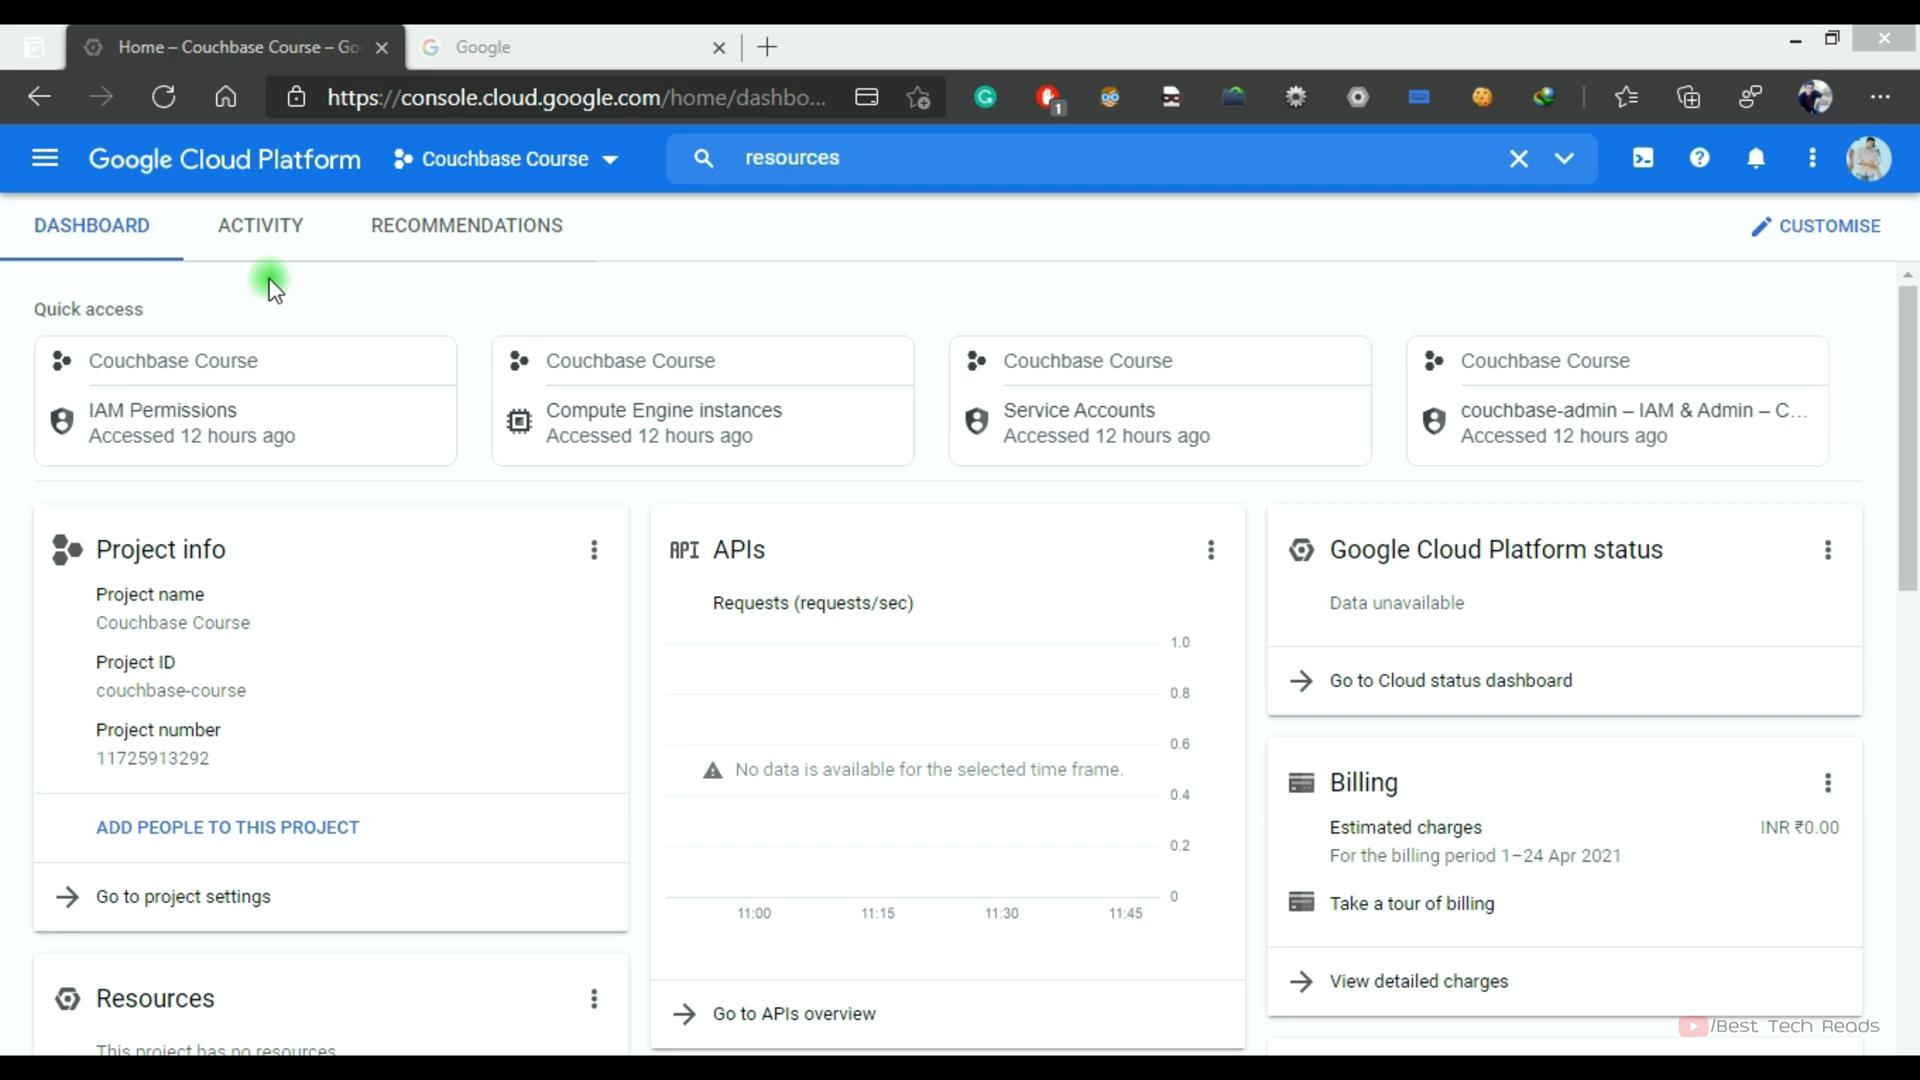 Home – Couchbase Course – Go
Google
https://console.cloud.google.com/home/dashbo...
1
Google Cloud Platform
Couchbase Course
resources
DASHBOARD
ACTIVITY
RECOMMENDATIONS
CUSTOMISE
Quick access
Couchbase Course
IAM Permissions
Accessed 12 hours ago
Couchbase Course
Compute Engine instances
Accessed 12 hours ago
Couchbase Course
Service Accounts
Accessed 12 hours ago
Couchbase Course
couchbase-admin – IAM & Admin – C...
Accessed 12 hours ago
Project info
Project name
Couchbase Course
Project ID
couchbase-course
Project number
11725913292
ADD PEOPLE TO THIS PROJECT
Go to project settings
Resources
This project has no resources
API APIs
Requests (requests/sec)
1.0
0.8
0.6
No data is available for the selected time frame.
0.4
0.2
0
11:00 11:15 11:30 11:45
Go to APIs overview
Google Cloud Platform status
Data unavailable
Go to Cloud status dashboard
Billing
Estimated charges INR ₹0.00
For the billing period 1–24 Apr 2021
Take a tour of billing
View detailed charges
/Best Tech Reads